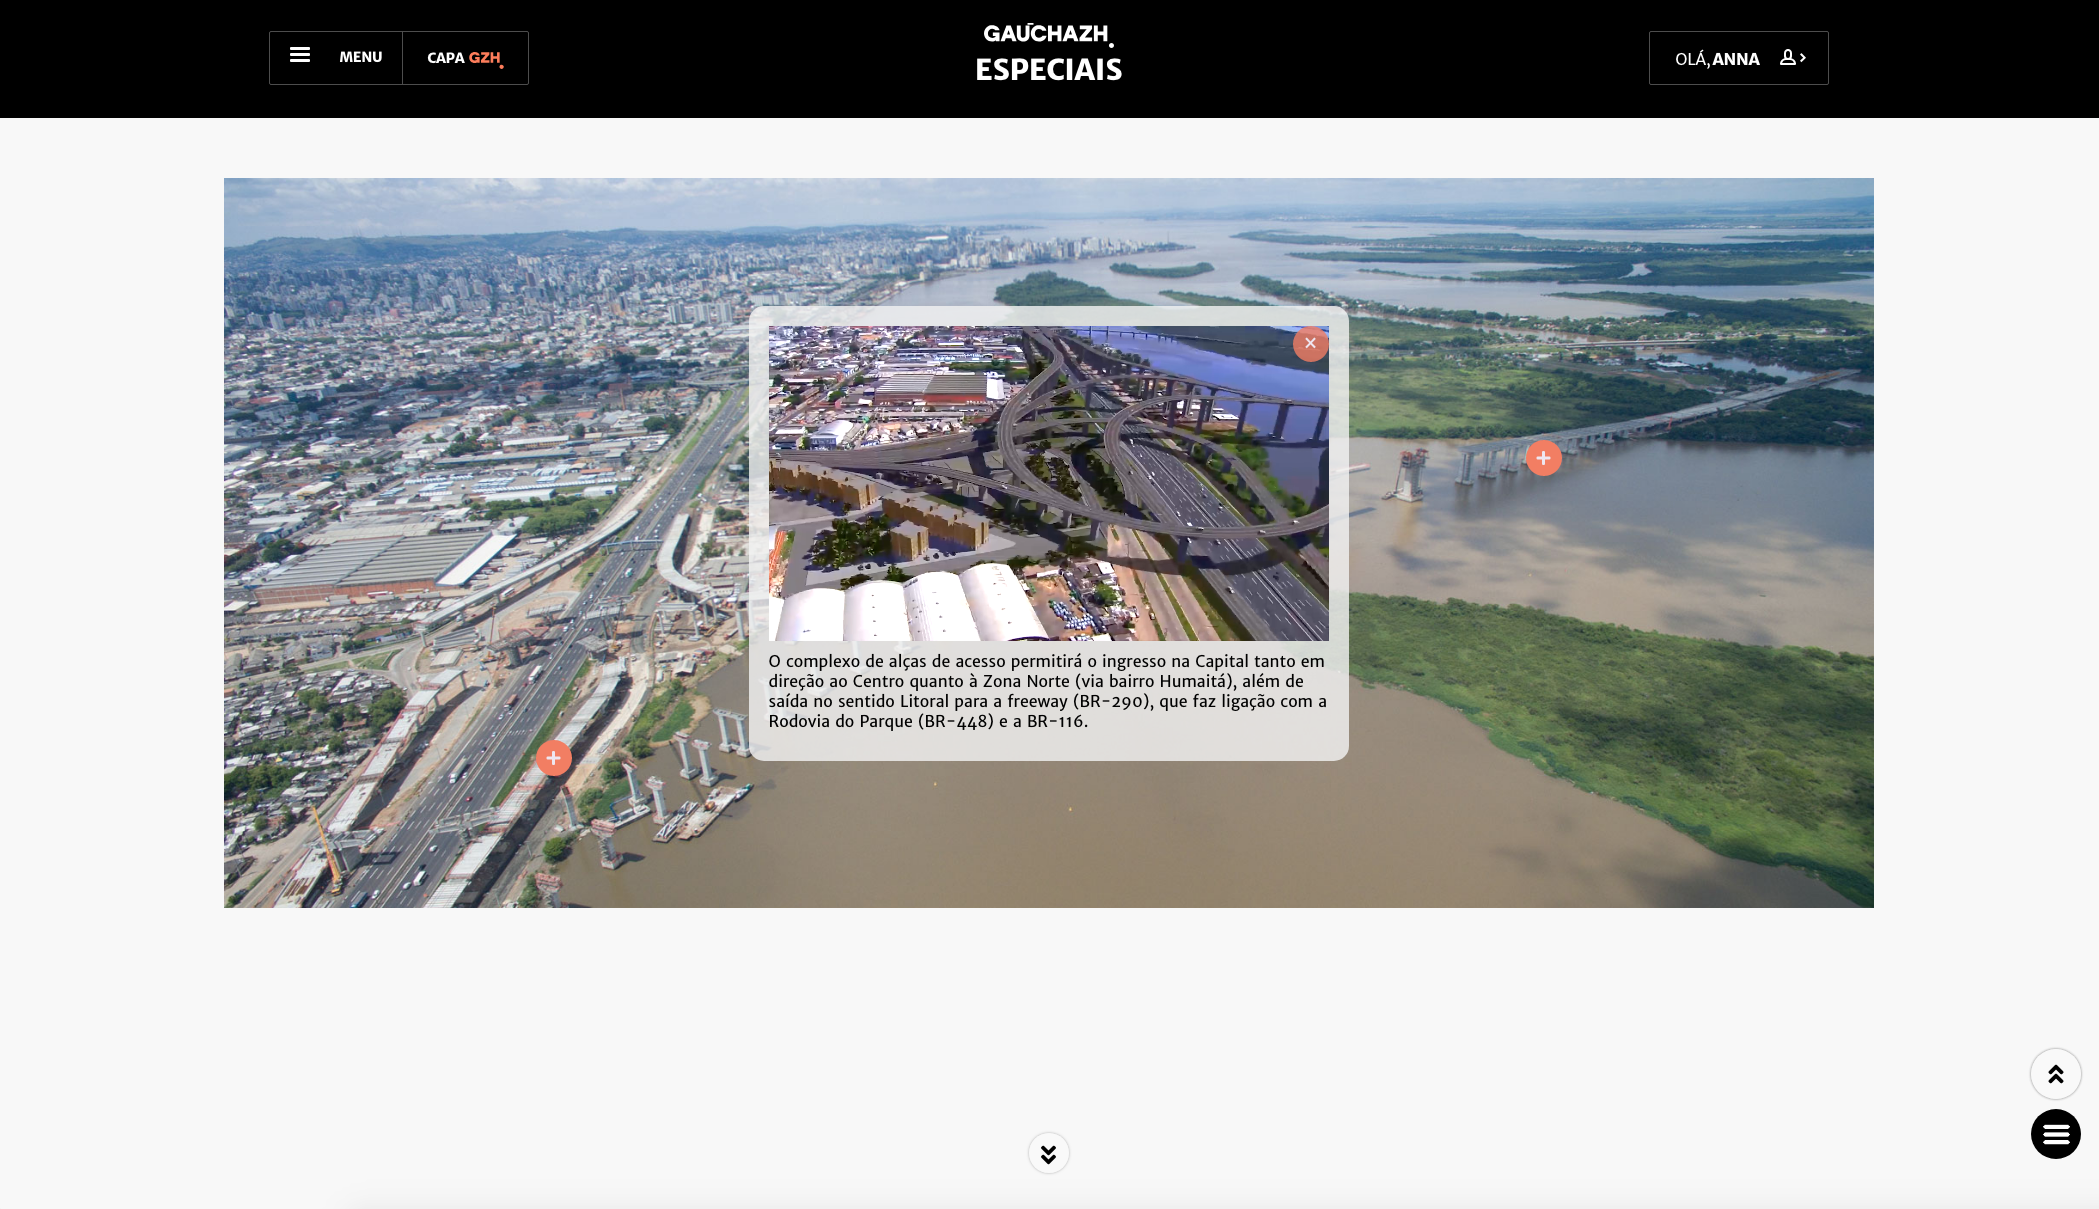 MENU
CAPA GZH.
GAÚCHAZH.
ESPECIAIS
OLÁ, ANNA
O complexo de alças de acesso permitirá o ingresso na Capital tanto em
direção ao Centro quanto à Zona Norte (via bairro Humaitá), além de
saída no sentido Litoral para a freeway (BR-290), que faz ligação com a
Rodovia do Parque (BR-448) e a BR-116.